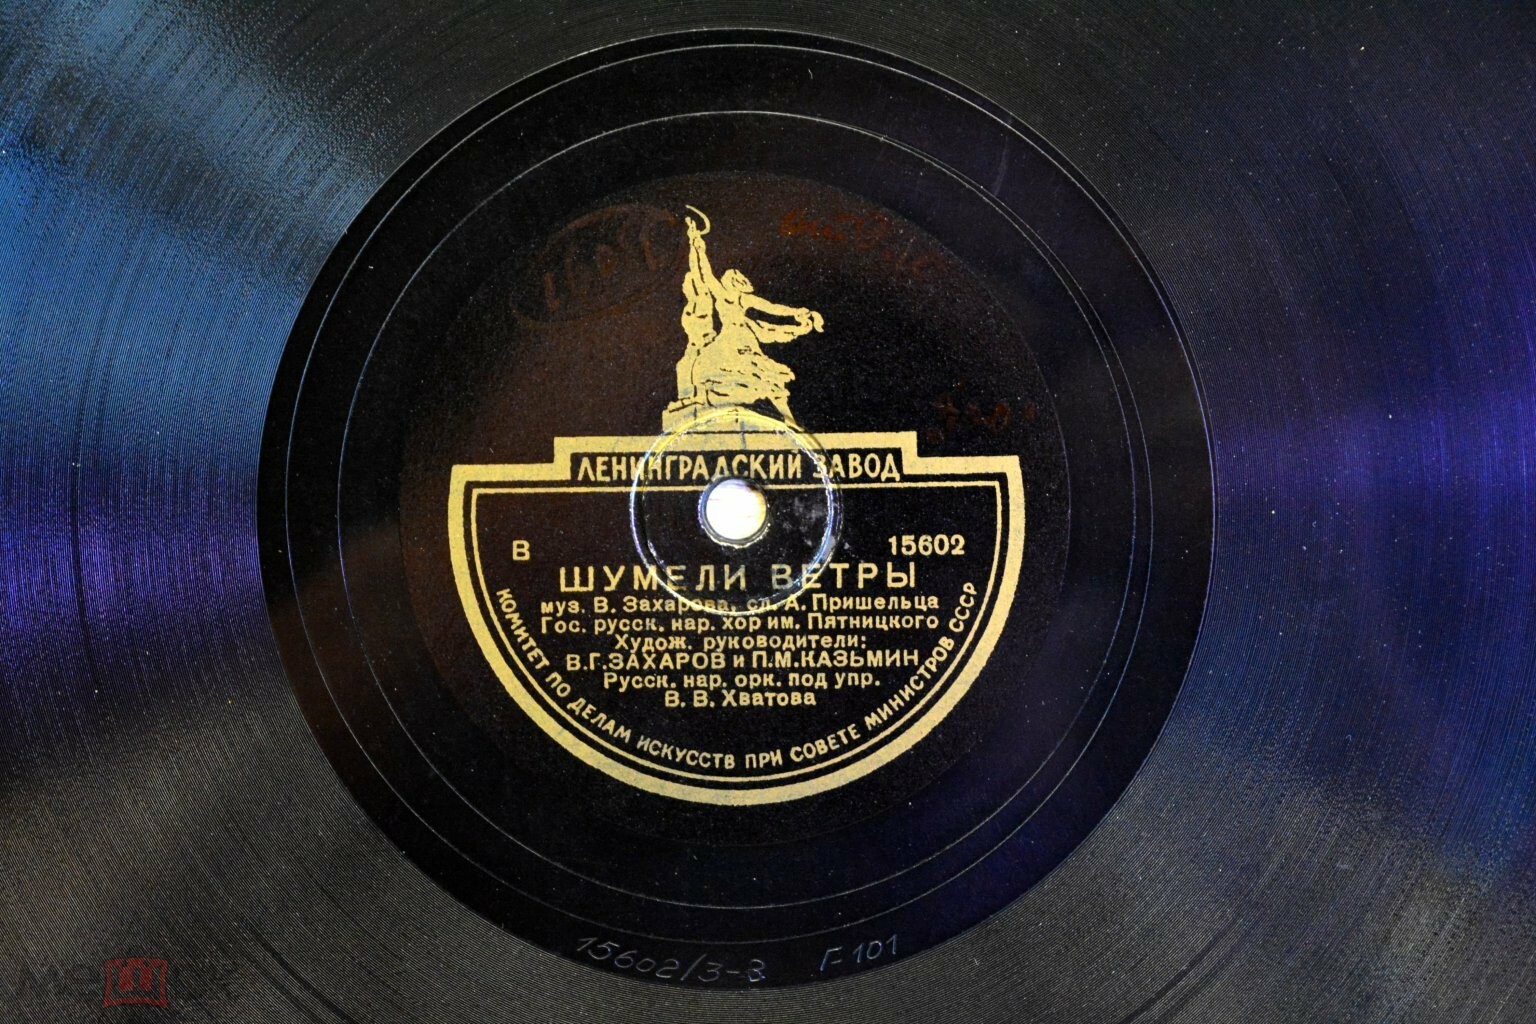 ЛЕНИНГРАДСКИЙ ЗАВОД
В 15602
ШУМЕЛИ ВЕТРЫ
муз. В. Захарова, сл. А. Пришельца
Гос. русск. нар. хор им. Пятницкого
Худож. руководители:
В.Г.ЗАХАРОВ и П.М.КАЗЬМИН
Русск. нар. орк. под упр.
В. В. Хватова
КОМИТЕТ ПО ДЕЛАМ ИСКУССТВ ПРИ СОВЕТЕ МИНИСТРОВ СССР
15602/3-8 F 101